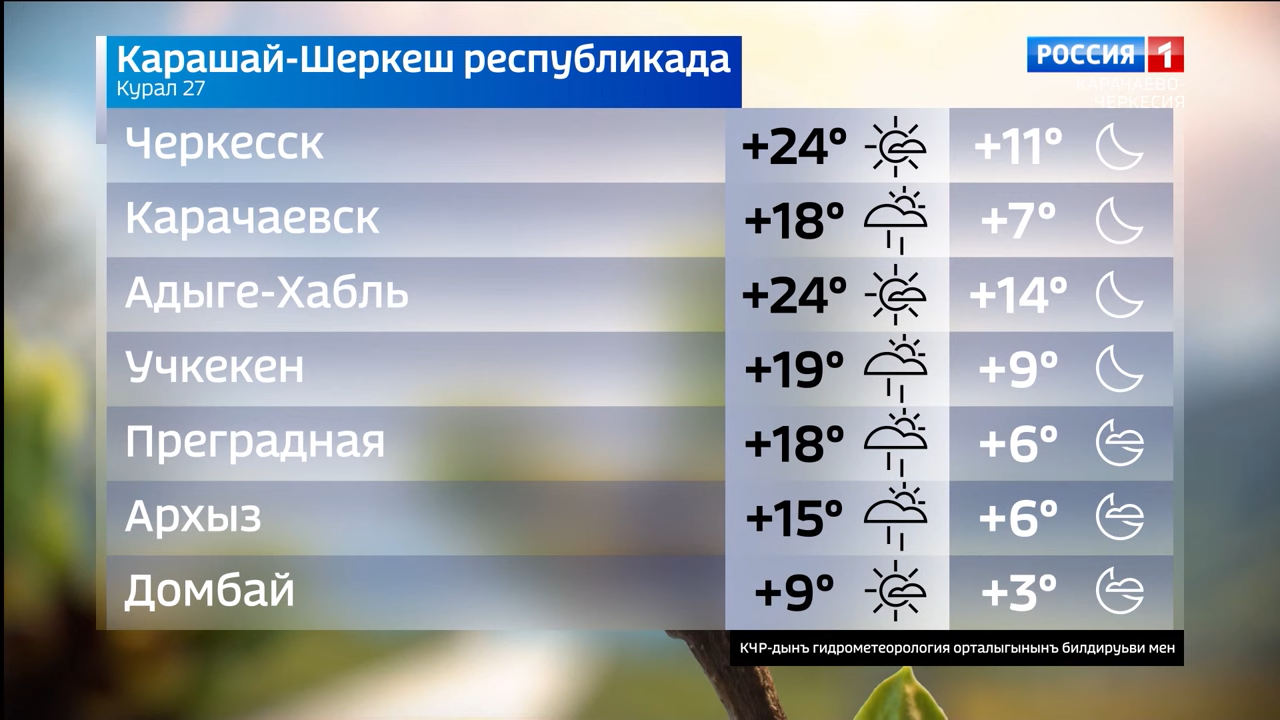 Карашай-Шеркеш республикада
Курал 27
РОССИЯ 1
КАРАЧАЕВО-
ЧЕРКЕСИЯ
Черкесск +24° +11°
Карачаевск +18° +7°
Адыге-Хабль +24° +14°
Учкекен +19° +9°
Преградная +18° +6°
Архыз +15° +6°
Домбай +9° +3°
КЧР-дынъ гидрометеорология орталыгынынъ билдируьви мен